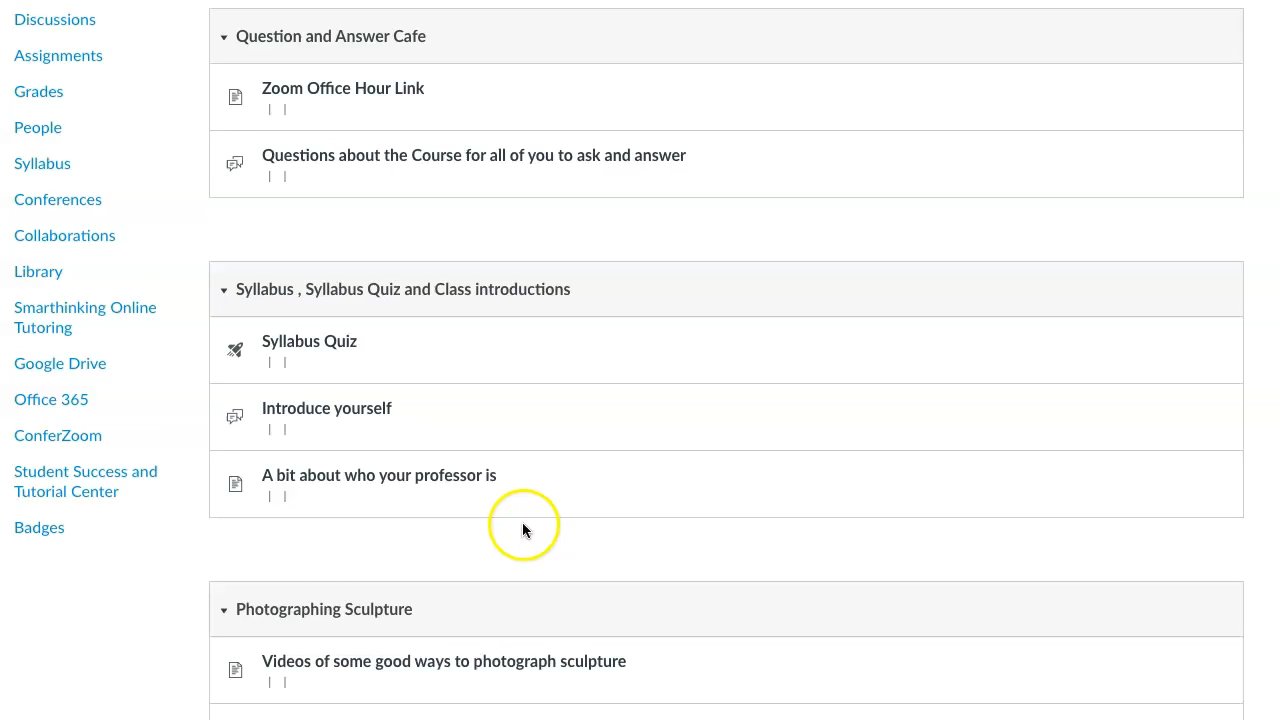 Discussions
Assignments
Grades
People
Syllabus
Conferences
Collaborations
Library
Smarthinking Online
Tutoring
Google Drive
Office 365
ConferZoom
Student Success and
Tutorial Center
Badges
Question and Answer Cafe
Zoom Office Hour Link
| |
Questions about the Course for all of you to ask and answer
| |
Syllabus , Syllabus Quiz and Class introductions
Syllabus Quiz
| |
Introduce yourself
| |
A bit about who your professor is
| |
Photographing Sculpture
Videos of some good ways to photograph sculpture
| |